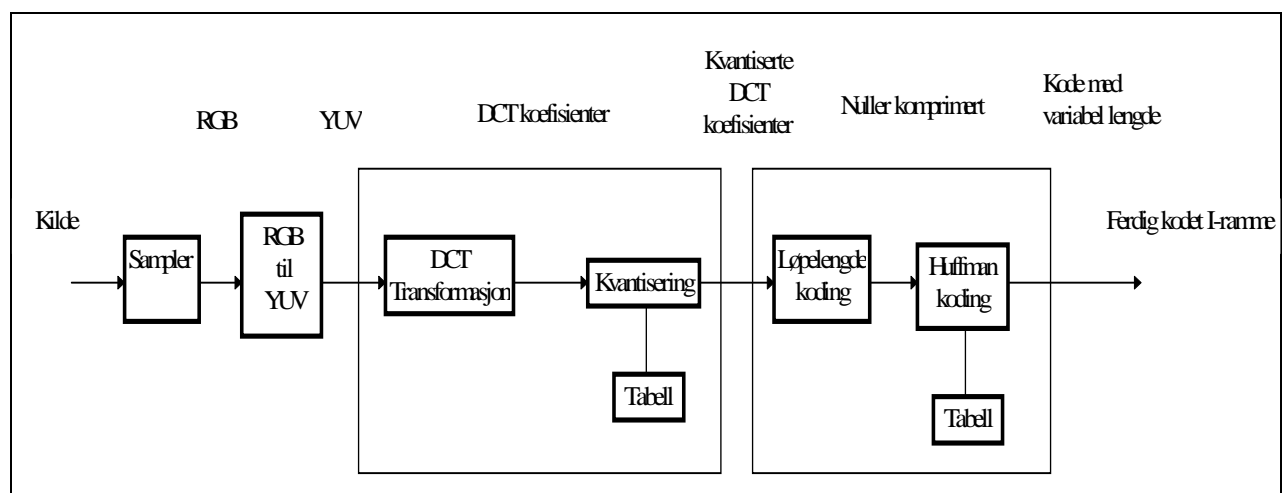 Kvantiserte
DCT
koefisienter
Kode med
variabel lengde
RGB
YUV
DCT koefisienter
Nuller komprimert
Kilde
Ferdig kodet I-ramme
Sampler
RGB
til
YUV
DCT
Transformasjon
Kvantisering
Løpelengde
koding
Huffman
koding
Tabell
Tabell